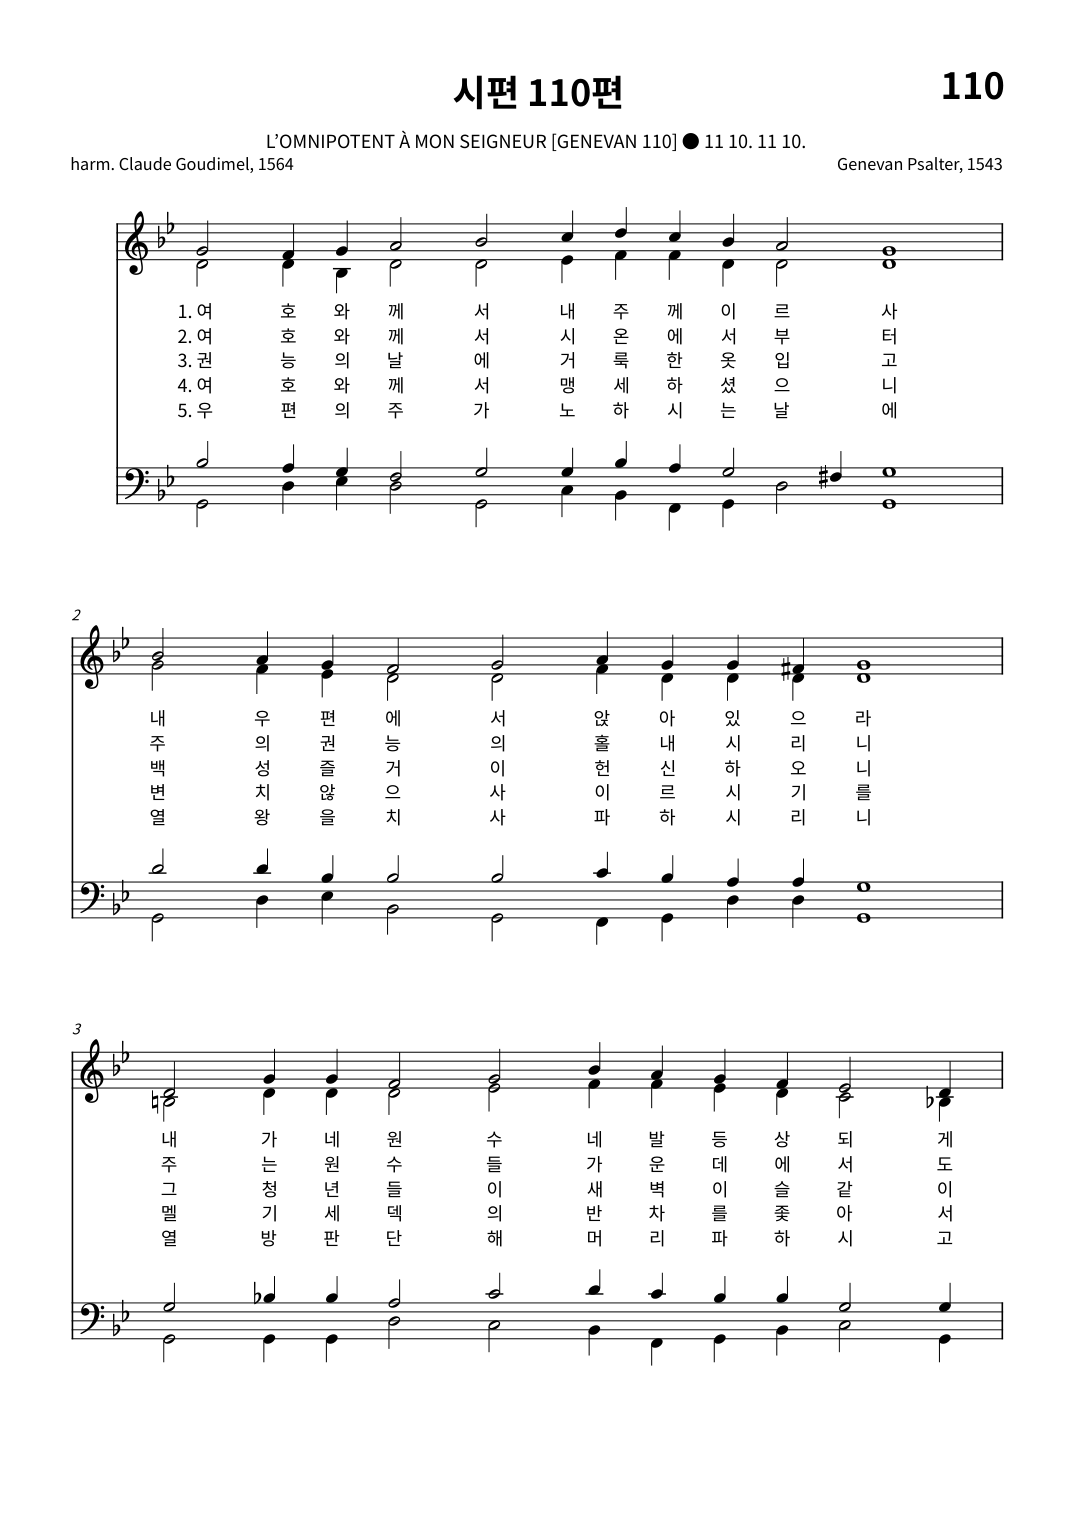 시편 110편
110
L’OMNIPOTENT À MON SEIGNEUR [GENEVAN 110] ● 11 10. 11 10.
harm. Claude Goudimel, 1564
Genevan Psalter, 1543
1. 여 호 와 께 서 내 주 께 이 르 사
2. 여 호 와 께 서 시 온 에 서 부 터
3. 권 능 의 날 에 거 룩 한 옷 입 고
4. 여 호 와 께 서 맹 세 하 셨 으 니
5. 우 편 의 주 가 노 하 시 는 날 에
2
내 우 편 에 서 앉 아 있 으 라
주 의 권 능 의 홀 내 시 리 니
백 성 즐 거 이 헌 신 하 오 니
변 치 않 으 사 이 르 시 기 를
열 왕 을 치 사 파 하 시 리 니
3
내 가 네 원 수 네 발 등 상 되 게
주 는 원 수 들 가 운 데 에 서 도
그 청 년 들 이 새 벽 이 슬 같 이
멜 기 세 덱 의 반 차 를 좇 아 서
열 방 판 단 해 머 리 파 하 시 고